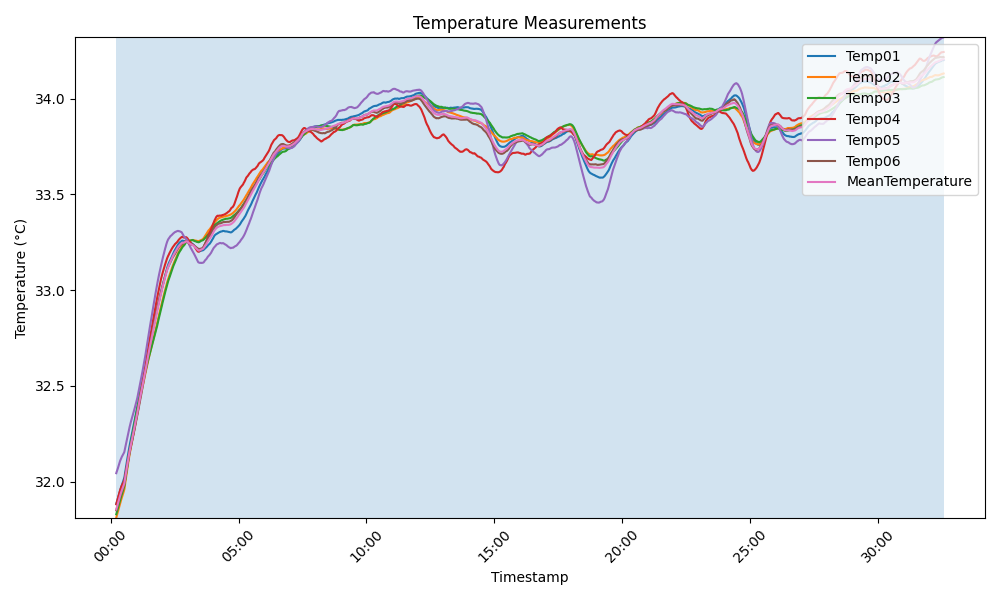 Temperature Measurements
Temp01
Temp02
Temp03
Temp04
Temp05
Temp06
MeanTemperature
34.0
33.5
33.0
32.5
32.0
Temperature (°C)
00:00
05:00
10:00
15:00
20:00
25:00
30:00
Timestamp